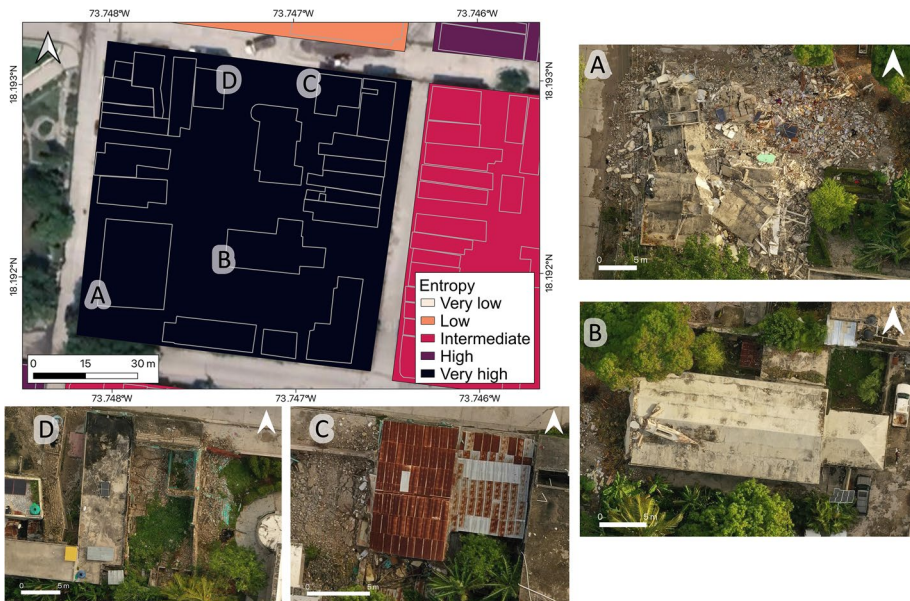 73.748°W
73.747°W
73.746°W
18.193°N
18.193°N
18.192°N
18.192°N
D
C
B
A
Entropy
Very low
Low
Intermediate
High
Very high
0 15 30 m
73.748°W
73.747°W
73.746°W
A
0 5 m
B
0 5 m
D
0 5 m
C
0 5 m